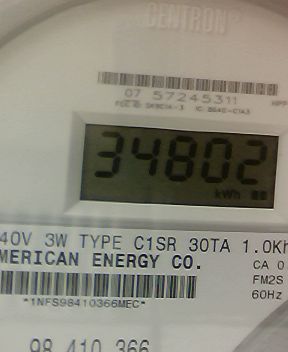 CENTRON
07 57245311
34802
kWh
40V 3W TYPE C1SR 30TA 1.0Kh
MERICAN ENERGY CO.
CA 0
FM2S
60Hz
*1NFS98410366MEC*
98 410 366